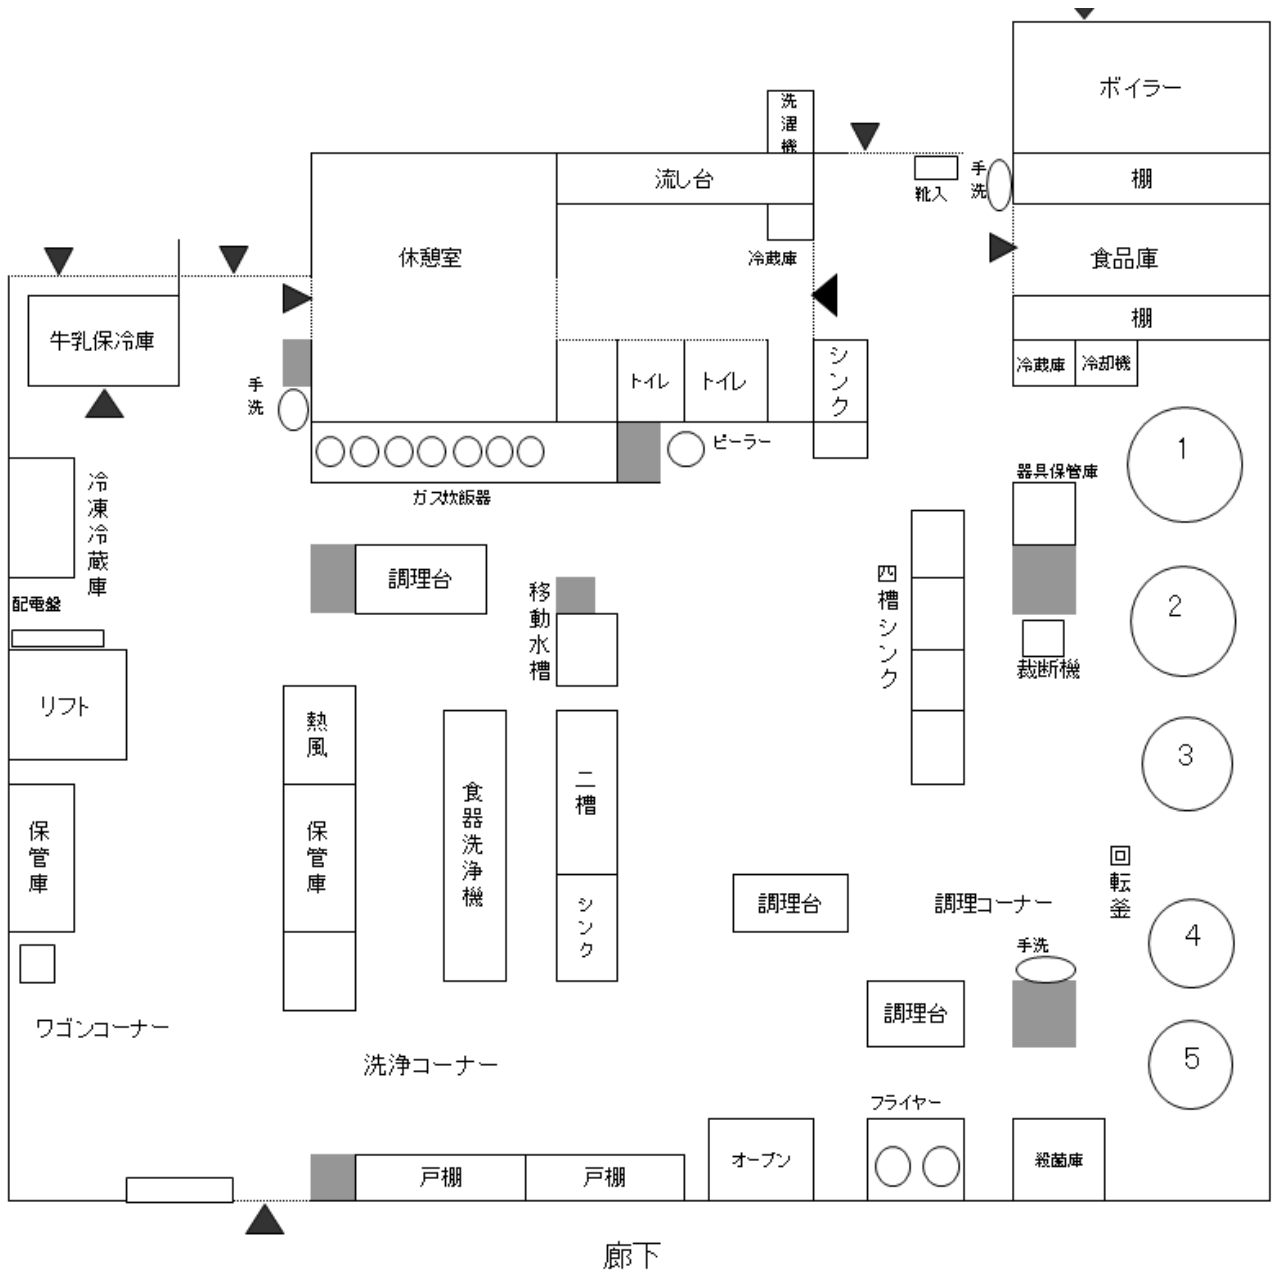 ボイラー
洗濯機
流し台
靴入
手洗
棚
休憩室
冷蔵庫
食品庫
棚
牛乳保冷庫
シンク
冷蔵庫
冷却機
トイレ
トイレ
手洗
ピーラー
1
ガス炊飯器
器具保管庫
冷凍冷蔵庫
調理台
移動水槽
四槽シンク
2
配電盤
裁断機
リフト
熱風
保管庫
食器洗浄機
二槽
シンク
3
保管庫
回転釜
調理台
調理コーナー
4
手洗
調理台
ワゴンコーナー
洗浄コーナー
5
フライヤー
戸棚
戸棚
オーブン
殺菌庫
廊下